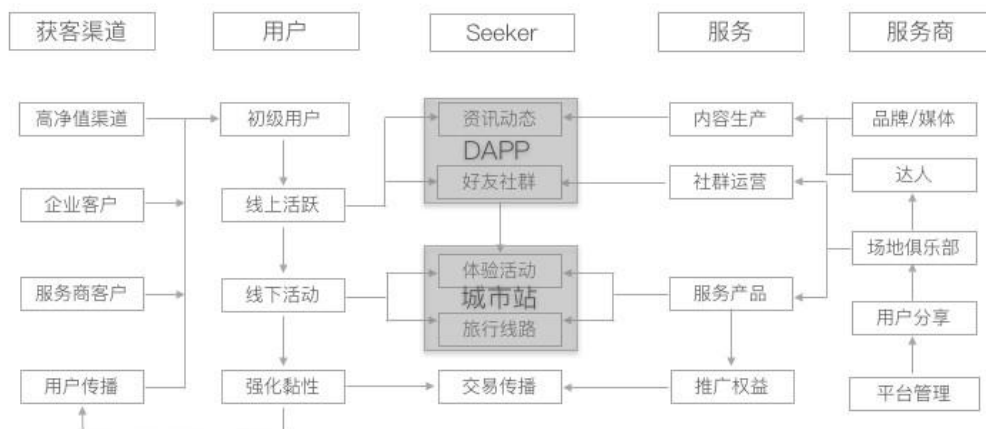 获客渠道 用户 Seeker 服务 服务商
高净值渠道 初级用户 资讯动态 内容生产 品牌/媒体
DAPP
企业客户 线上活跃 好友社群 社群运营 达人
服务商客户 线下活动 体验活动 服务产品 场地俱乐部
城市站
旅行线路 用户分享
用户传播 强化黏性 交易传播 推广权益 平台管理